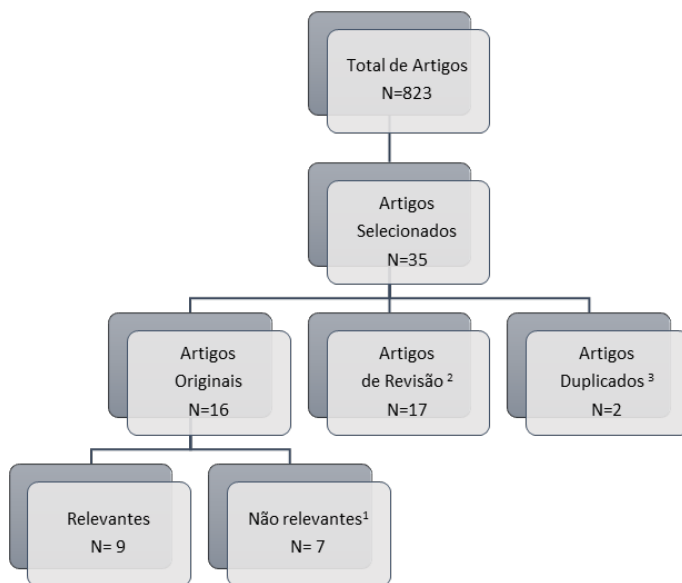 Total de Artigos
N=823
Artigos
Selecionados
N=35
Artigos
Originais
N=16
Artigos
de Revisão ²
N=17
Artigos
Duplicados ³
N=2
Relevantes
N= 9
Não relevantes¹
N= 7